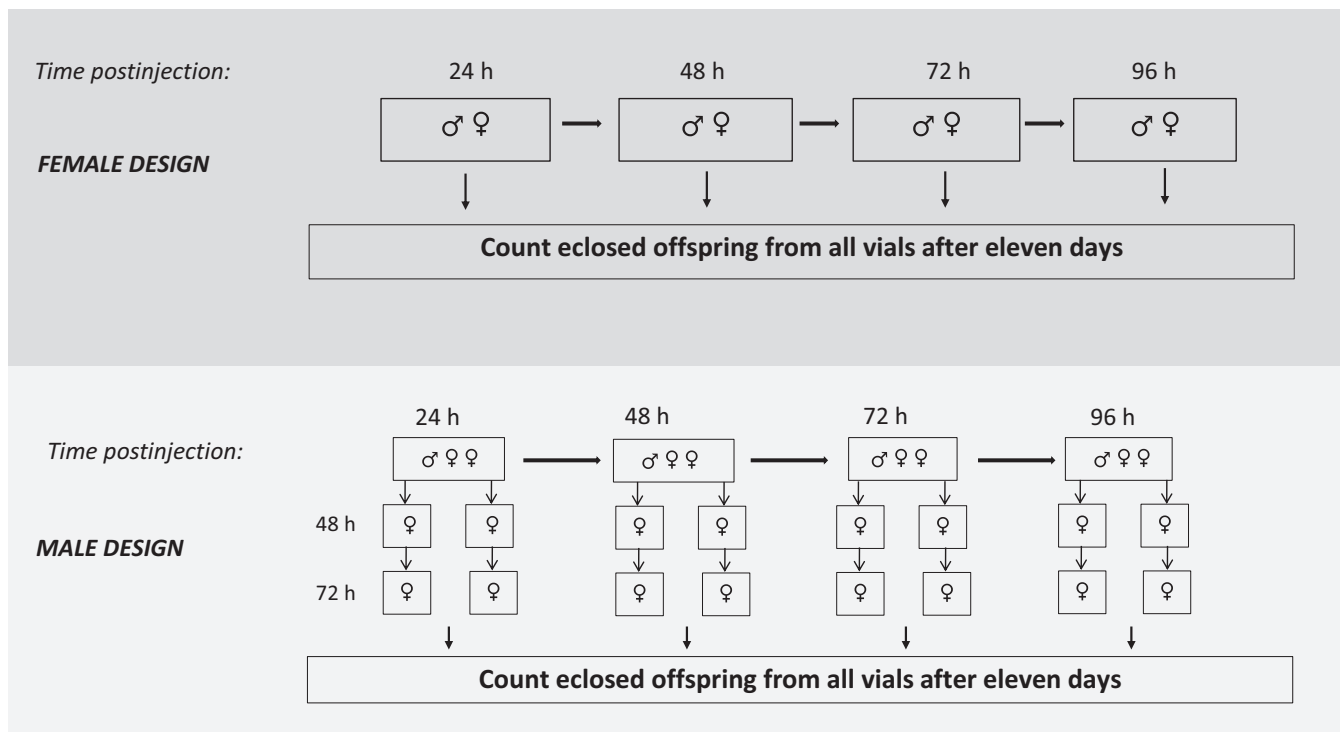 Time postinjection:
24 h 48 h 72 h 96 h
♂ ♀ ♂ ♀ ♂ ♀ ♂ ♀
FEMALE DESIGN
Count eclosed offspring from all vials after eleven days
24 h 48 h 72 h 96 h
Time postinjection:
♂ ♀ ♀ ♂ ♀ ♀ ♂ ♀ ♀ ♂ ♀ ♀
48 h ♀ ♀ ♀ ♀ ♀ ♀ ♀ ♀
MALE DESIGN
72 h ♀ ♀ ♀ ♀ ♀ ♀ ♀ ♀
Count eclosed offspring from all vials after eleven days